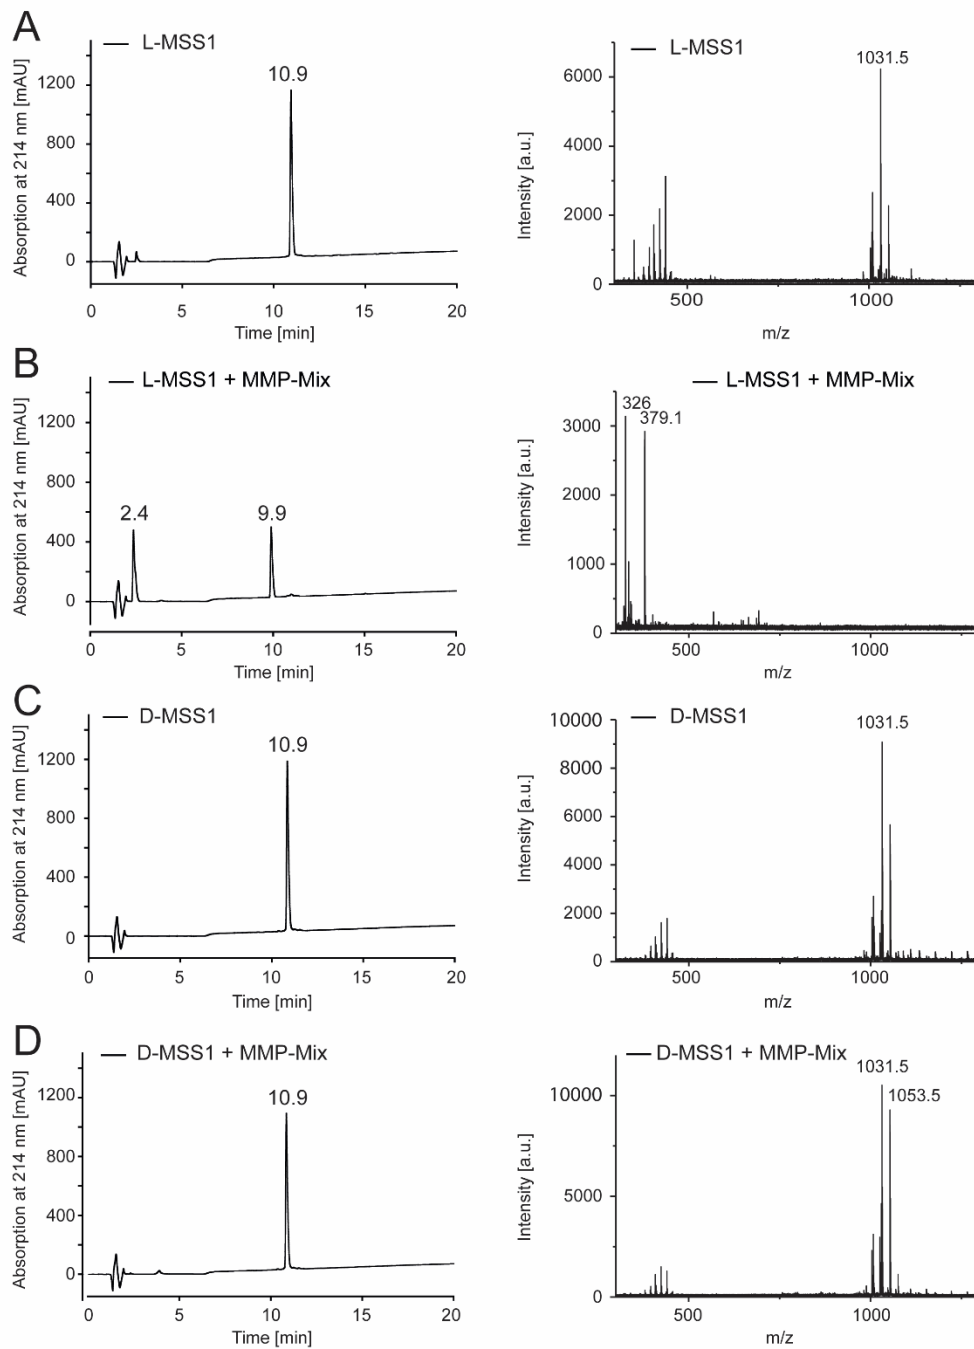 A
L-MSS1
10.9
Absorption at 214 nm [mAU]
1200
800
400
0
0 5 10 15 20
Time [min]
L-MSS1
1031.5
Intensity [a.u.]
6000
4000
2000
0
500 1000
m/z
B
L-MSS1 + MMP-Mix
2.4 9.9
Absorption at 214 nm [mAU]
1200
800
400
0
0 5 10 15 20
Time [min]
L-MSS1 + MMP-Mix
326
379.1
Intensity [a.u.]
3000
2000
1000
0
500 1000
m/z
C
D-MSS1
10.9
Absorption at 214 nm [mAU]
1200
800
400
0
0 5 10 15 20
Time [min]
D-MSS1
1031.5
Intensity [a.u.]
10000
8000
6000
4000
2000
0
500 1000
m/z
D
D-MSS1 + MMP-Mix
10.9
Absorption at 214 nm [mAU]
1200
800
400
0
0 5 10 15 20
Time [min]
D-MSS1 + MMP-Mix
1031.5
1053.5
Intensity [a.u.]
10000
5000
0
500 1000
m/z